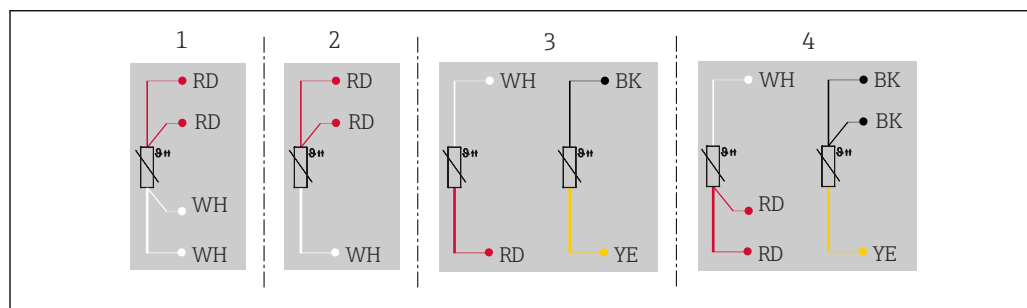 1 2 3 4
RD RD WH BK WH BK
RD RD BK
ϑ ϑ ϑ ϑ ϑ ϑ
WH RD
WH WH RD YE RD YE